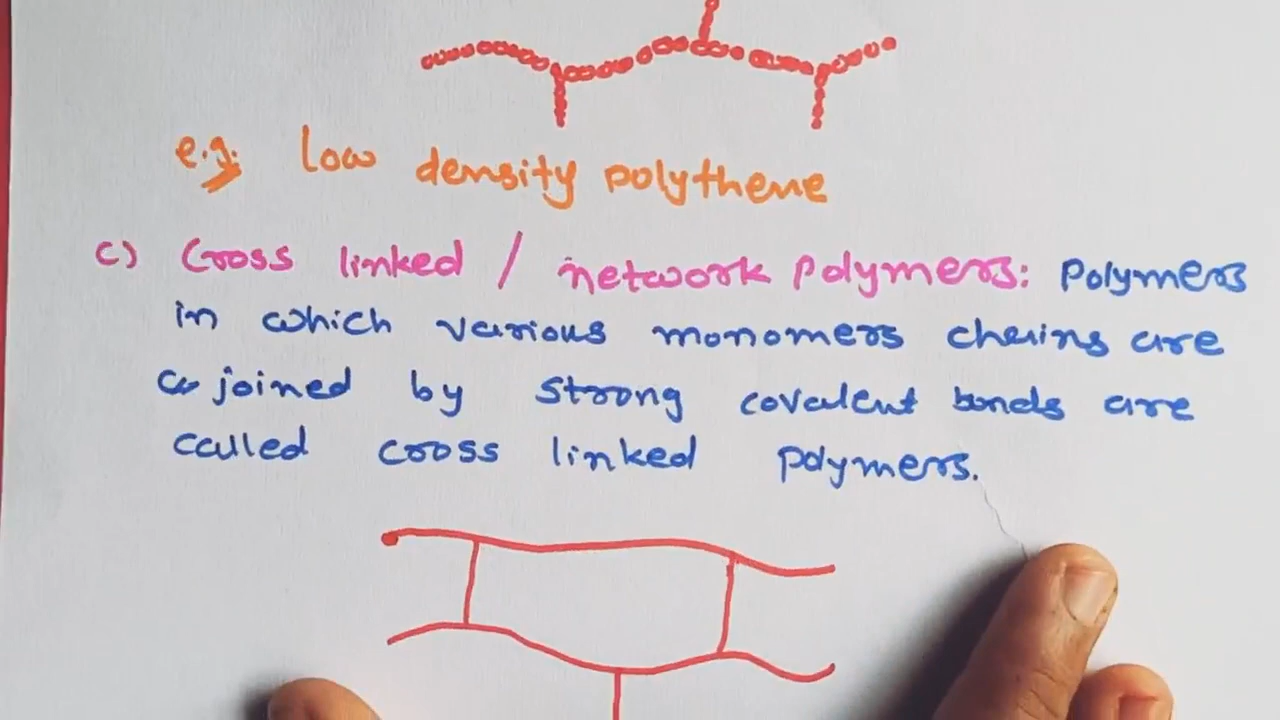 e.g. Low density polythene
c) Cross linked / network polymers: Polymers
in which various monomers chains are
joined by strong covalent bonds are
called cross linked polymers.